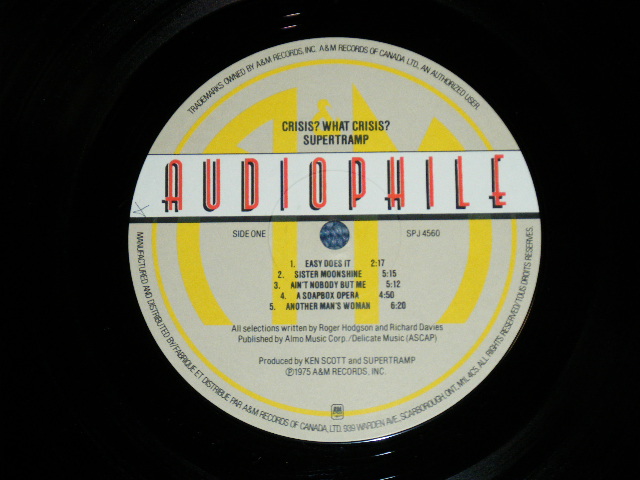 TRADEMARKS OWNED BY A&M RECORDS, INC. A&M RECORDS OF CANADA LTD., AN AUTHORIZED USER.
CRISIS? WHAT CRISIS?
SUPERTRAMP
AUDIOPHILE
SIDE ONE
SPJ 4560
1. EASY DOES IT 2:17
2. SISTER MOONSHINE 5:15
3. AIN'T NOBODY BUT ME 5:12
4. A SOAPBOX OPERA 4:50
5. ANOTHER MAN'S WOMAN 6:20
All selections written by Roger Hodgson and Richard Davies
Published by Almo Music Corp./Delicate Music (ASCAP)
Produced by KEN SCOTT and SUPERTRAMP
℗1975 A&M RECORDS, INC.
A&M
MANUFACTURED AND DISTRIBUTED BY/FABRIQUE ET DISTRIBUE PAR A&M RECORDS OF CANADA, LTD. 939 WARDEN AVE., SCARBOROUGH, ONT., M1L 4C5. ALL RIGHTS RESERVED/TOUS DROITS RESERVES.